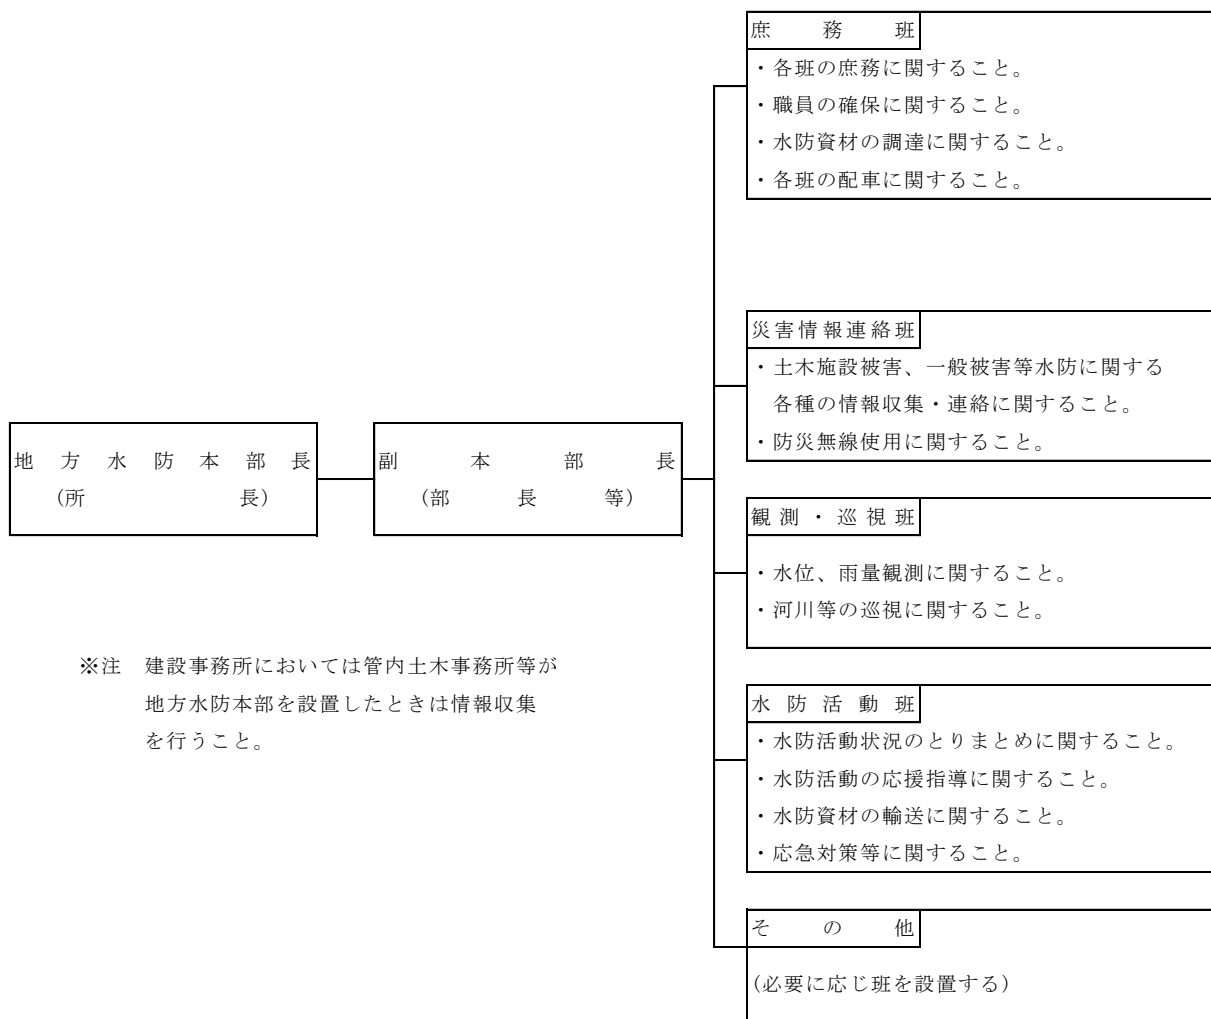 地方水防本部長
(所長)
副本部長
(部長等)
※注　建設事務所においては管内土木事務所等が
地方水防本部を設置したときは情報収集
を行うこと。
庶務班
・各班の庶務に関すること。
・職員の確保に関すること。
・水防資材の調達に関すること。
・各班の配車に関すること。
災害情報連絡班
・土木施設被害、一般被害等水防に関する
各種の情報収集・連絡に関すること。
・防災無線使用に関すること。
観測・巡視班
・水位、雨量観測に関すること。
・河川等の巡視に関すること。
水防活動班
・水防活動状況のとりまとめに関すること。
・水防活動の応援指導に関すること。
・水防資材の輸送に関すること。
・応急対策等に関すること。
その他
(必要に応じ班を設置する)